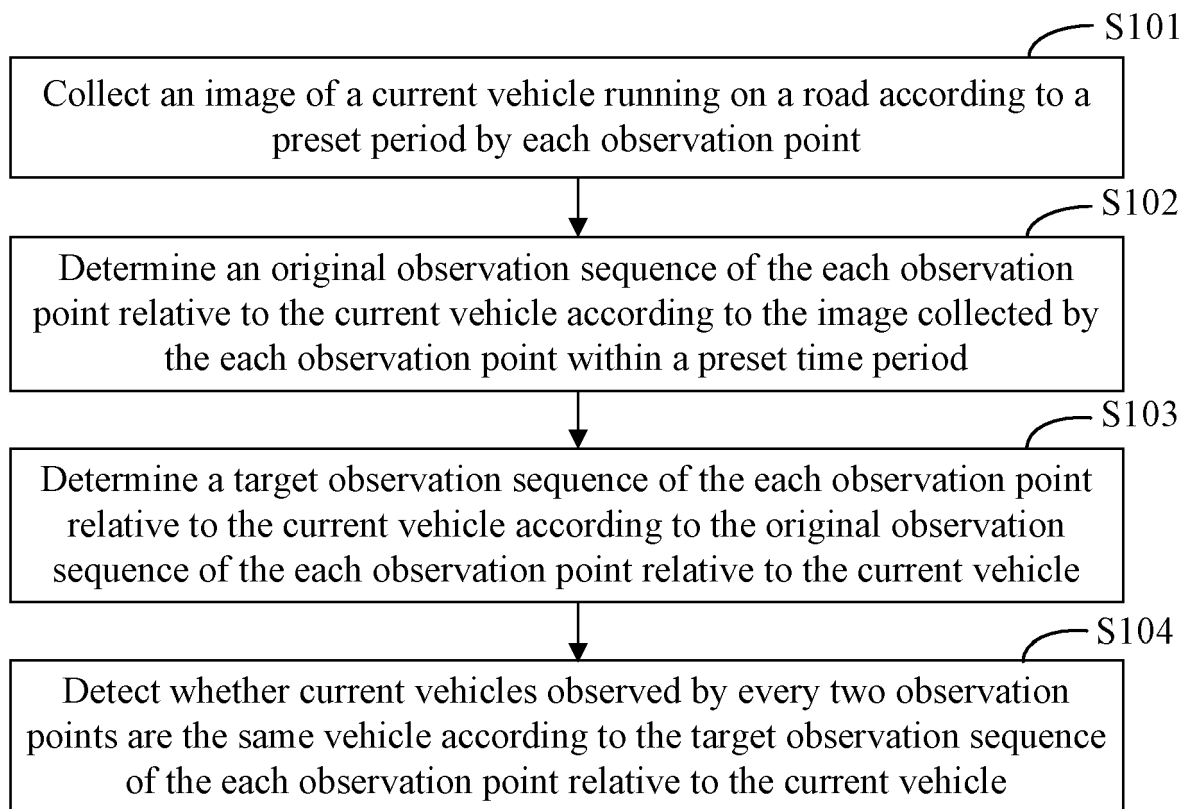 S101
Collect an image of a current vehicle running on a road according to a
preset period by each observation point
S102
Determine an original observation sequence of the each observation
point relative to the current vehicle according to the image collected by
the each observation point within a preset time period
S103
Determine a target observation sequence of the each observation point
relative to the current vehicle according to the original observation
sequence of the each observation point relative to the current vehicle
S104
Detect whether current vehicles observed by every two observation
points are the same vehicle according to the target observation sequence
of the each observation point relative to the current vehicle